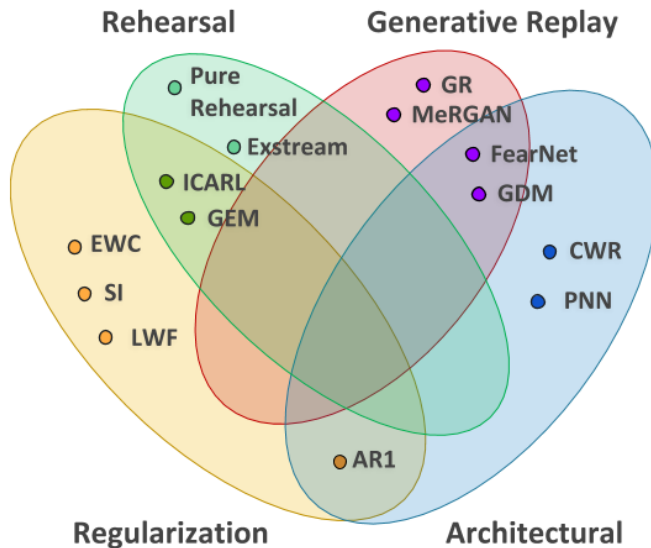 Rehearsal
Generative Replay
Pure
Rehearsal
GR
MeRGAN
Exstream
FearNet
ICARL
GDM
GEM
EWC
CWR
SI
PNN
LWF
AR1
Regularization
Architectural